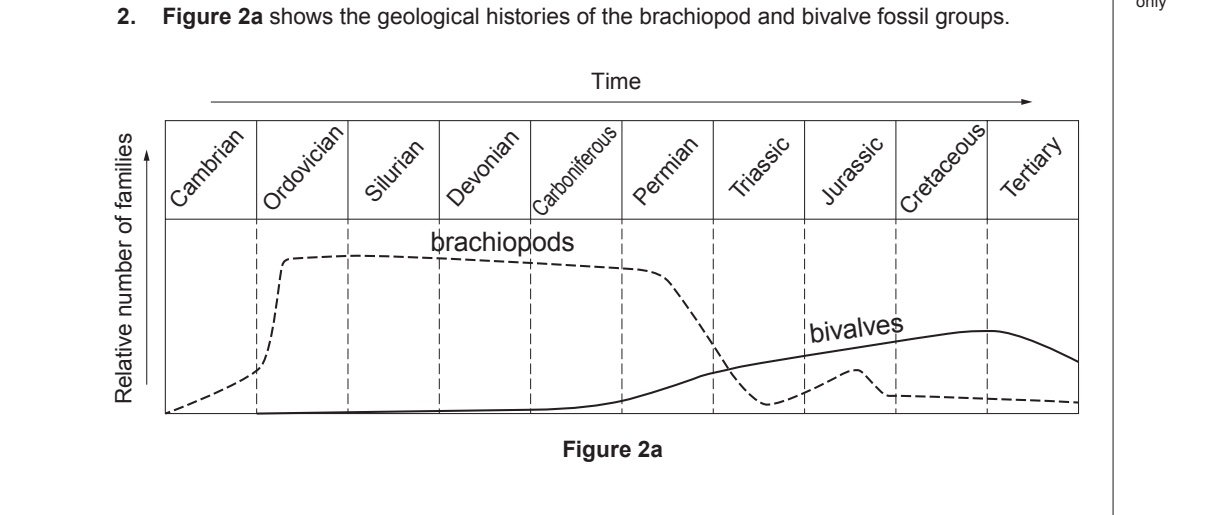 only
2. Figure 2a shows the geological histories of the brachiopod and bivalve fossil groups.
Time
Relative number of families
Cambrian
Ordovician
Silurian
Devonian
Carboniferous
Permian
Triassic
Jurassic
Cretaceous
Tertiary
brachiopods
bivalves
Figure 2a